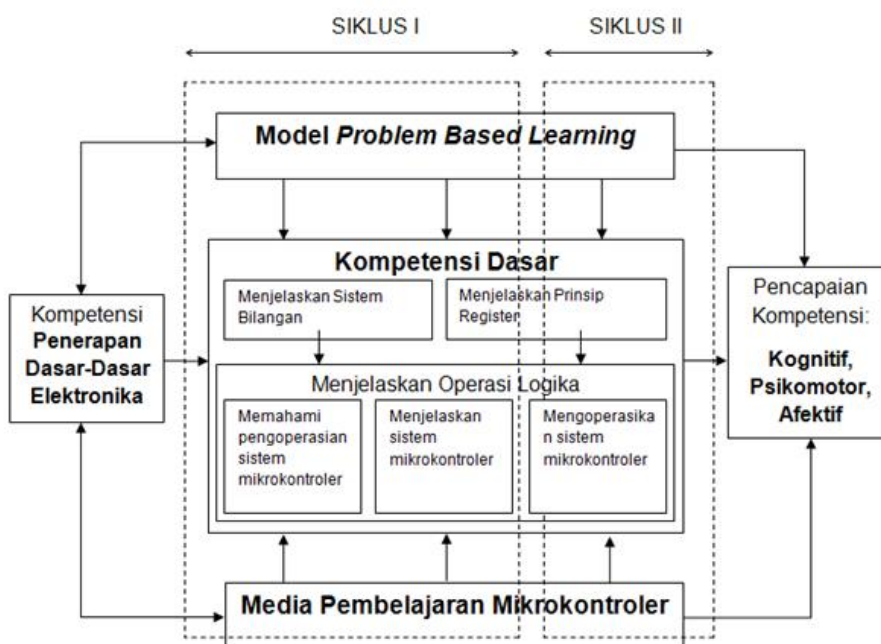 SIKLUS I
SIKLUS II
Model Problem Based Learning
Kompetensi Dasar
Menjelaskan Sistem
Bilangan
Menjelaskan Prinsip
Register
Kompetensi
Penerapan
Dasar-Dasar
Elektronika
Menjelaskan Operasi Logika
Memahami
pengoperasian
sistem
mikrokontroler
Menjelaskan
sistem
mikrokontroler
Mengoperasika
n sistem
mikrokontroler
Pencapaian
Kompetensi:
Kognitif,
Psikomotor,
Afektif
Media Pembelajaran Mikrokontroler